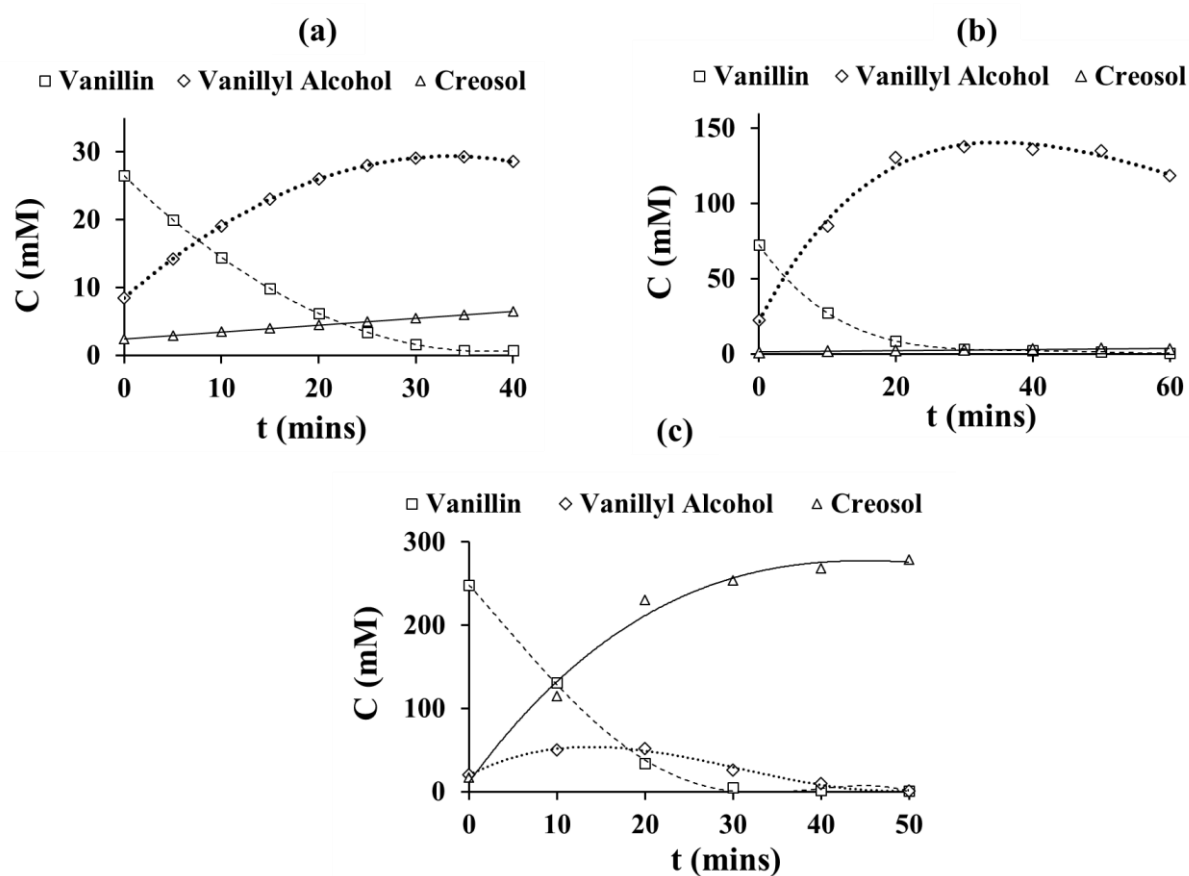 (a)
Vanillin Vanillyl Alcohol Creosol
30
20
10
0
C (mM)
0 10 20 30 40
t (mins)
(b)
Vanillin Vanillyl Alcohol Creosol
150
100
50
0
C (mM)
0 20 40 60
t (mins)
(c)
Vanillin Vanillyl Alcohol Creosol
300
200
100
0
C (mM)
0 10 20 30 40 50
t (mins)